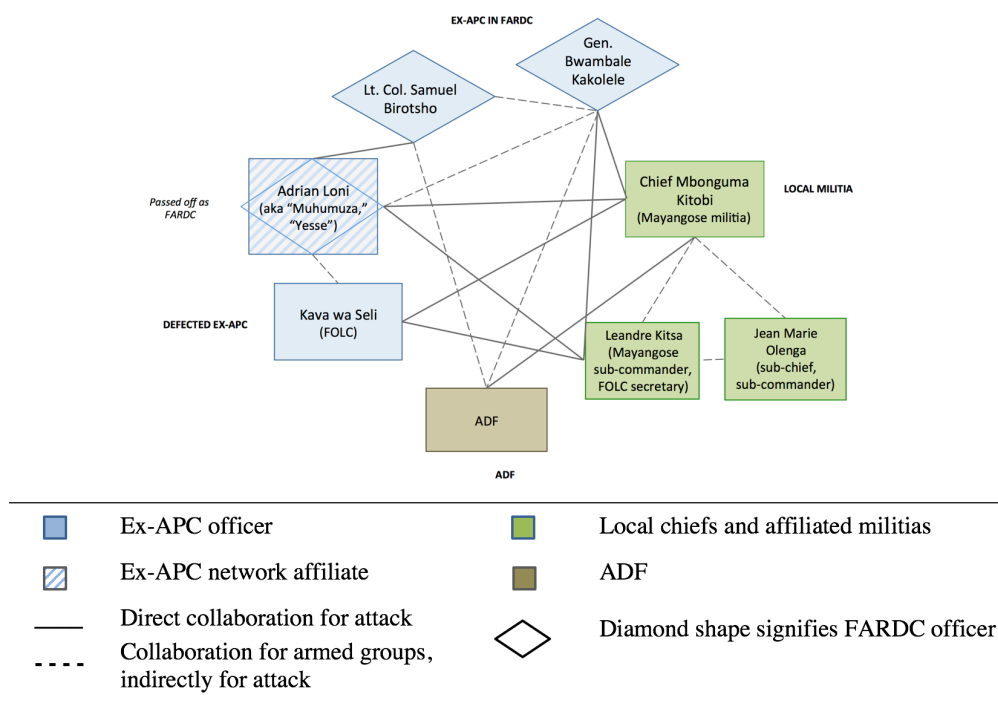 EX-APC IN FARDC
Gen.
Bwambale
Kakolele
Lt. Col. Samuel
Birotsho
Adrian Loni
(aka “Muhumuza,”
“Yesse”)
Passed off as
FARDC
Chief Mbonguma
Kitobi
(Mayangose militia)
LOCAL MILITIA
DEFECTED EX-APC
Kava wa Seli
(FOLC)
Leandre Kitsa
(Mayangose
sub-commander,
FOLC secretary)
Jean Marie
Olenga
(sub-chief,
sub-commander)
ADF
ADF
Ex-APC officer
Ex-APC network affiliate
Direct collaboration for attack
Collaboration for armed groups,
indirectly for attack
Local chiefs and affiliated militias
ADF
Diamond shape signifies FARDC officer